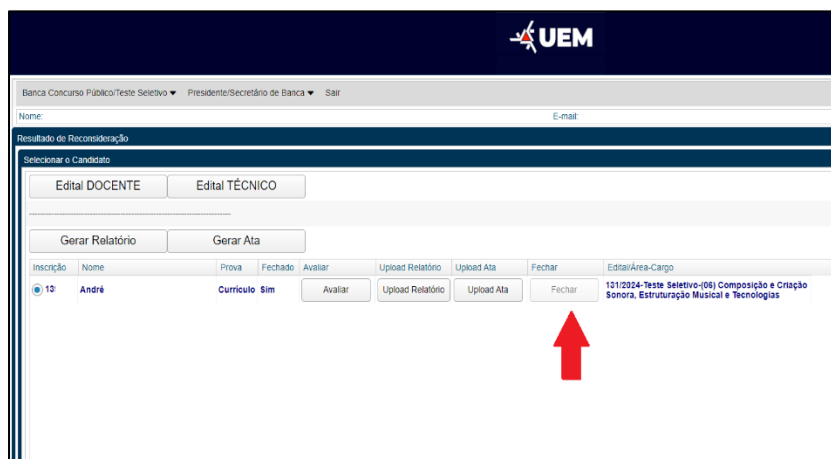 UEM
Banca Concurso Público/Teste Seletivo Presidente/Secretário de Banca Sair
Nome: E-mail:
Resultado de Reconsideração
Selecionar o Candidato
Edital DOCENTE Edital TÉCNICO
Gerar Relatório Gerar Ata
Inscrição Nome Prova Fechado Avaliar Upload Relatório Upload Ata Fechar Edital/Área-Cargo
13 André Currículo Sim Avaliar Upload Relatório Upload Ata Fechar 131/2024-Teste Seletivo-(06) Composição e Criação
Sonora, Estruturação Musical e Tecnologias